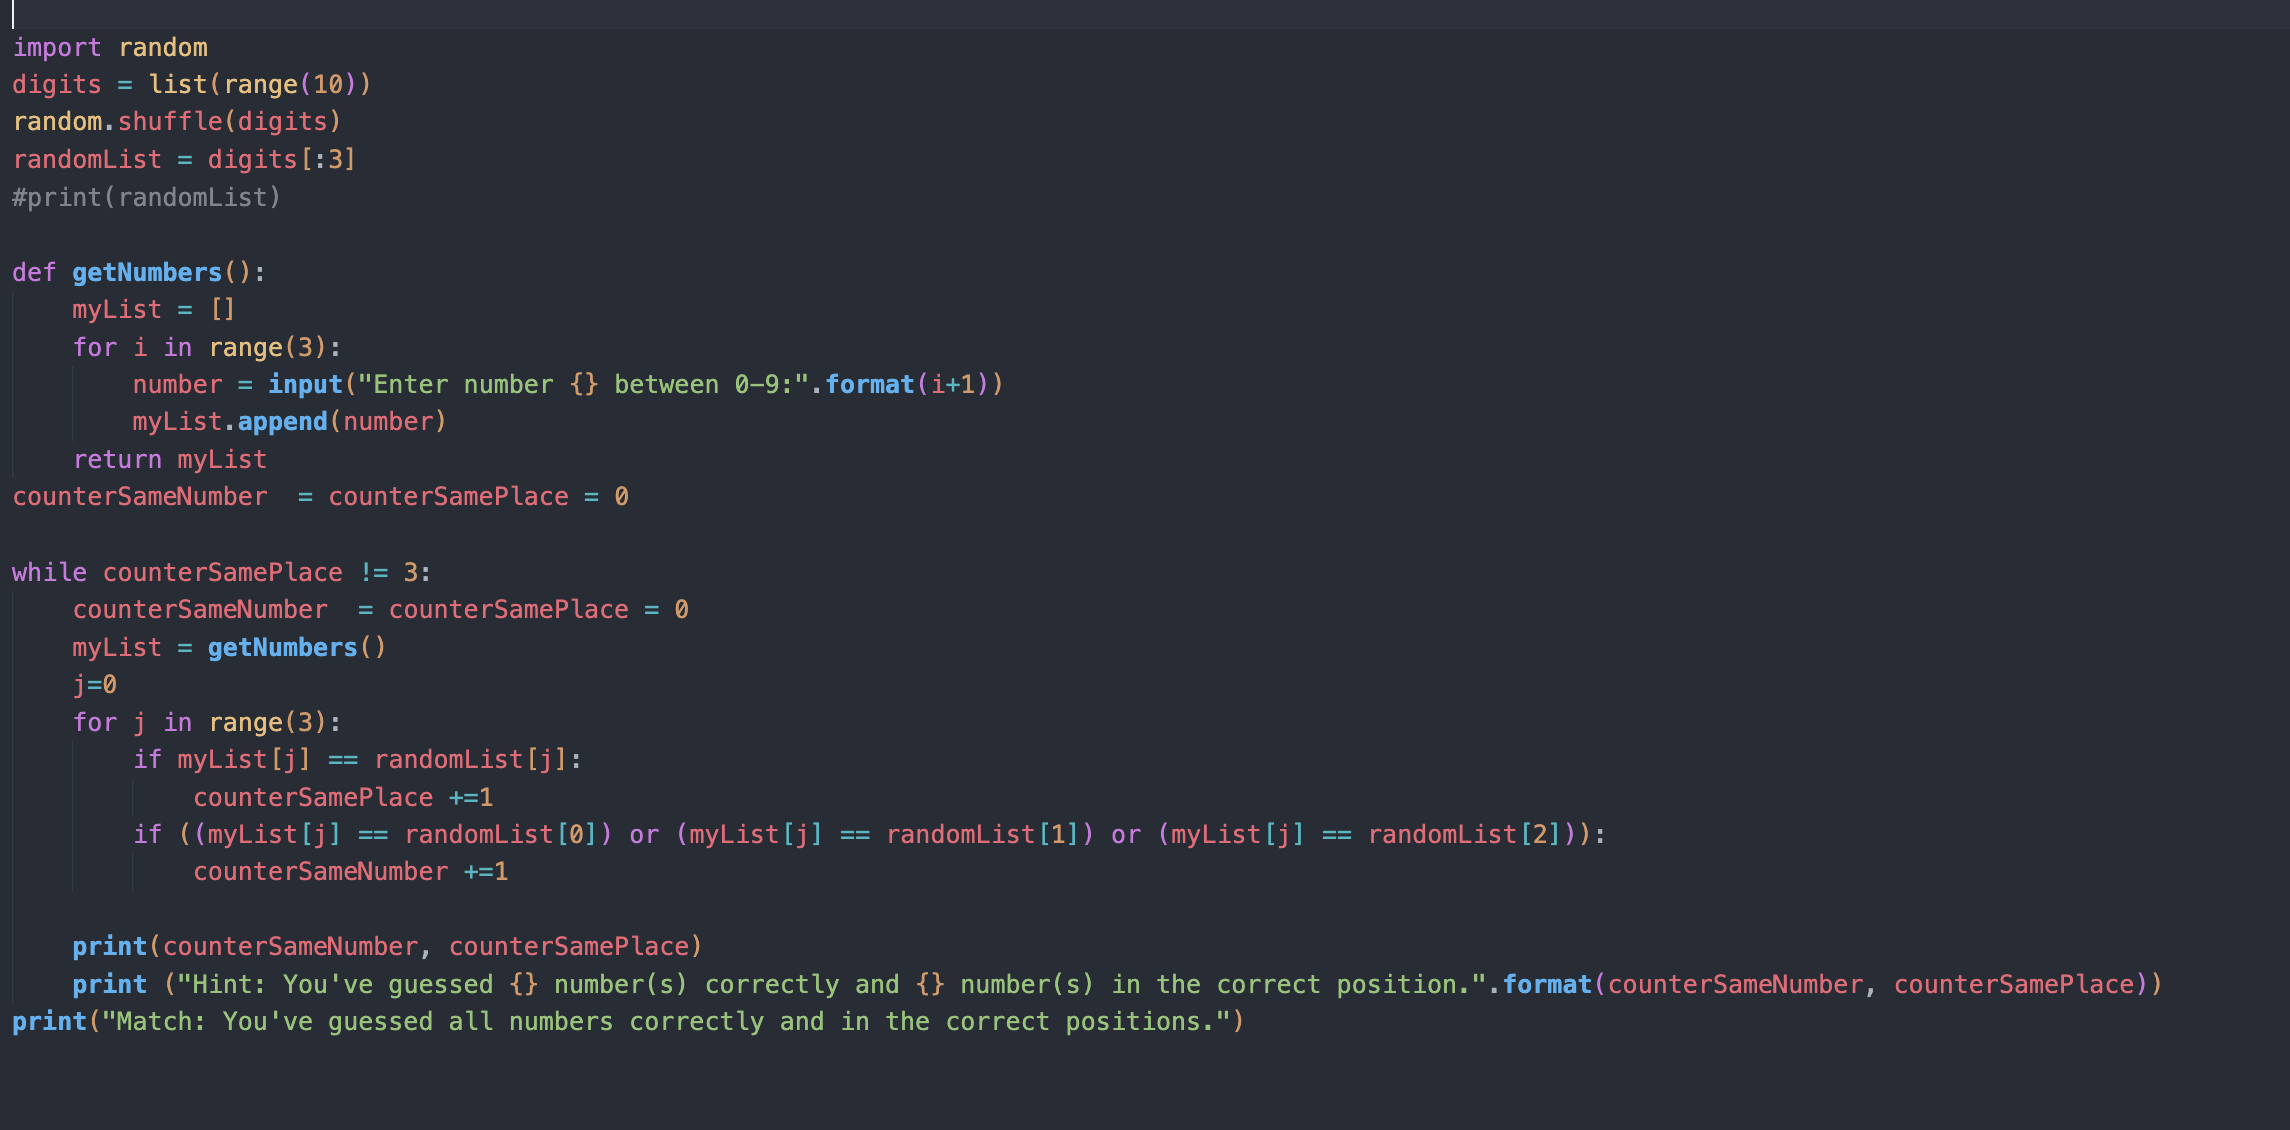 import random
digits = list(range(10))
random.shuffle(digits)
randomList = digits[:3]
#print(randomList)

def getNumbers():
    myList = []
    for i in range(3):
        number = input("Enter number {} between 0-9:".format(i+1))
        myList.append(number)
    return myList
counterSameNumber  = counterSamePlace = 0

while counterSamePlace != 3:
    counterSameNumber  = counterSamePlace = 0
    myList = getNumbers()
    j=0
    for j in range(3):
        if myList[j] == randomList[j]:
            counterSamePlace +=1
        if ((myList[j] == randomList[0]) or (myList[j] == randomList[1]) or (myList[j] == randomList[2])):
            counterSameNumber +=1

    print(counterSameNumber, counterSamePlace)
    print ("Hint: You've guessed {} number(s) correctly and {} number(s) in the correct position.".format(counterSameNumber, counterSamePlace))
print("Match: You've guessed all numbers correctly and in the correct positions.")